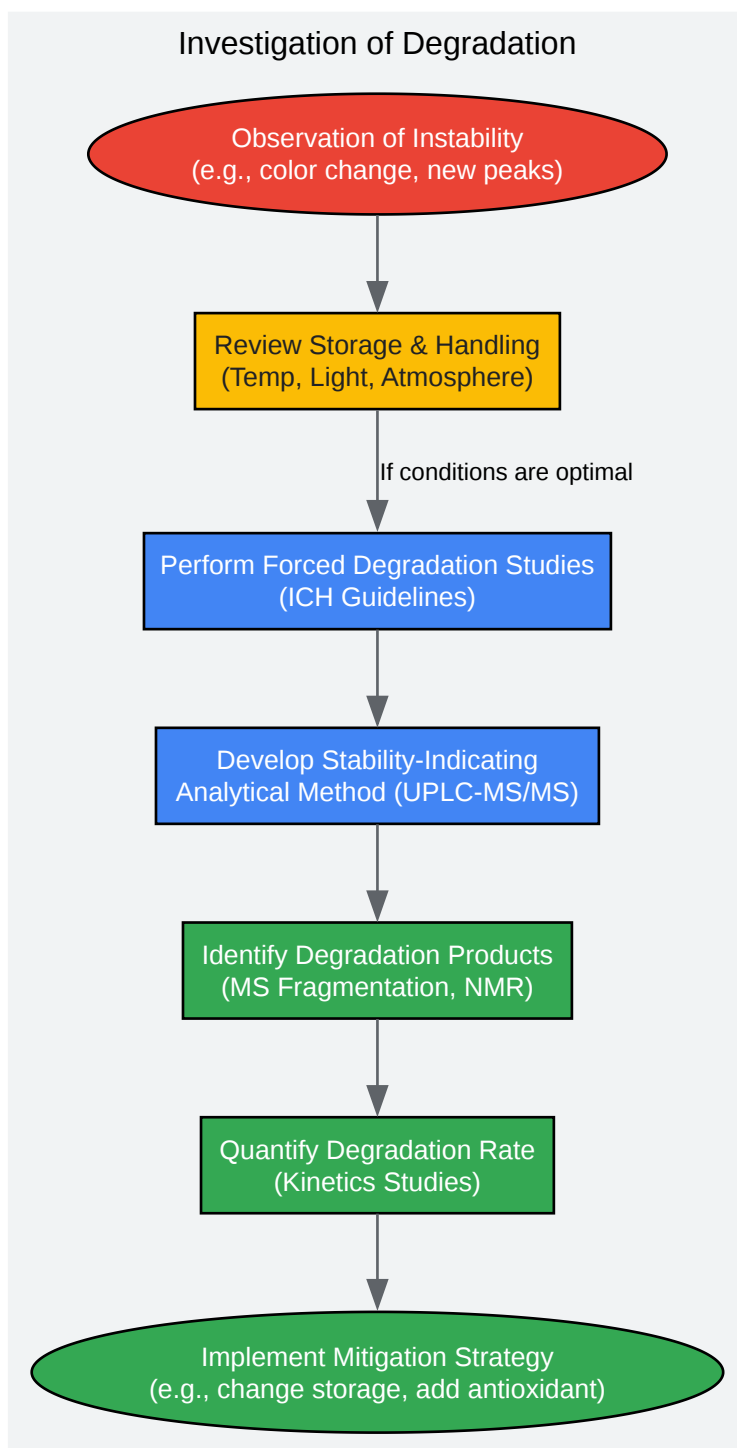 Investigation of Degradation
Observation of Instability
(e.g., color change, new peaks)
Review Storage & Handling
(Temp, Light, Atmosphere)
If conditions are optimal
Perform Forced Degradation Studies
(ICH Guidelines)
Develop Stability-Indicating
Analytical Method (UPLC-MS/MS)
Identify Degradation Products
(MS Fragmentation, NMR)
Quantify Degradation Rate
(Kinetics Studies)
Implement Mitigation Strategy
(e.g., change storage, add antioxidant)